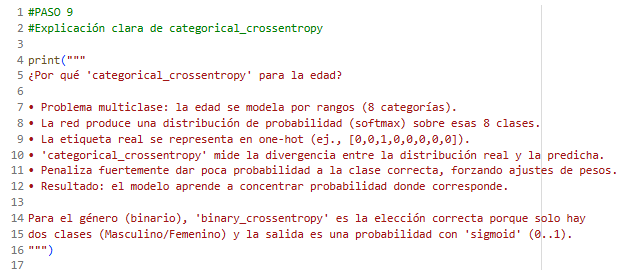 1 #PASO 9
2 #Explicación clara de categorical_crossentropy
3
4 print("""
5 ¿Por qué 'categorical_crossentropy' para la edad?
6
7 • Problema multiclase: la edad se modela por rangos (8 categorías).
8 • La red produce una distribución de probabilidad (softmax) sobre esas 8 clases.
9 • La etiqueta real se representa en one-hot (ej., [0,0,1,0,0,0,0,0]).
10 • 'categorical_crossentropy' mide la divergencia entre la distribución real y la predicha.
11 • Penaliza fuertemente dar poca probabilidad a la clase correcta, forzando ajustes de pesos.
12 • Resultado: el modelo aprende a concentrar probabilidad donde corresponde.
13
14 Para el género (binario), 'binary_crossentropy' es la elección correcta porque solo hay
15 dos clases (Masculino/Femenino) y la salida es una probabilidad con 'sigmoid' (0..1).
16 """)
17